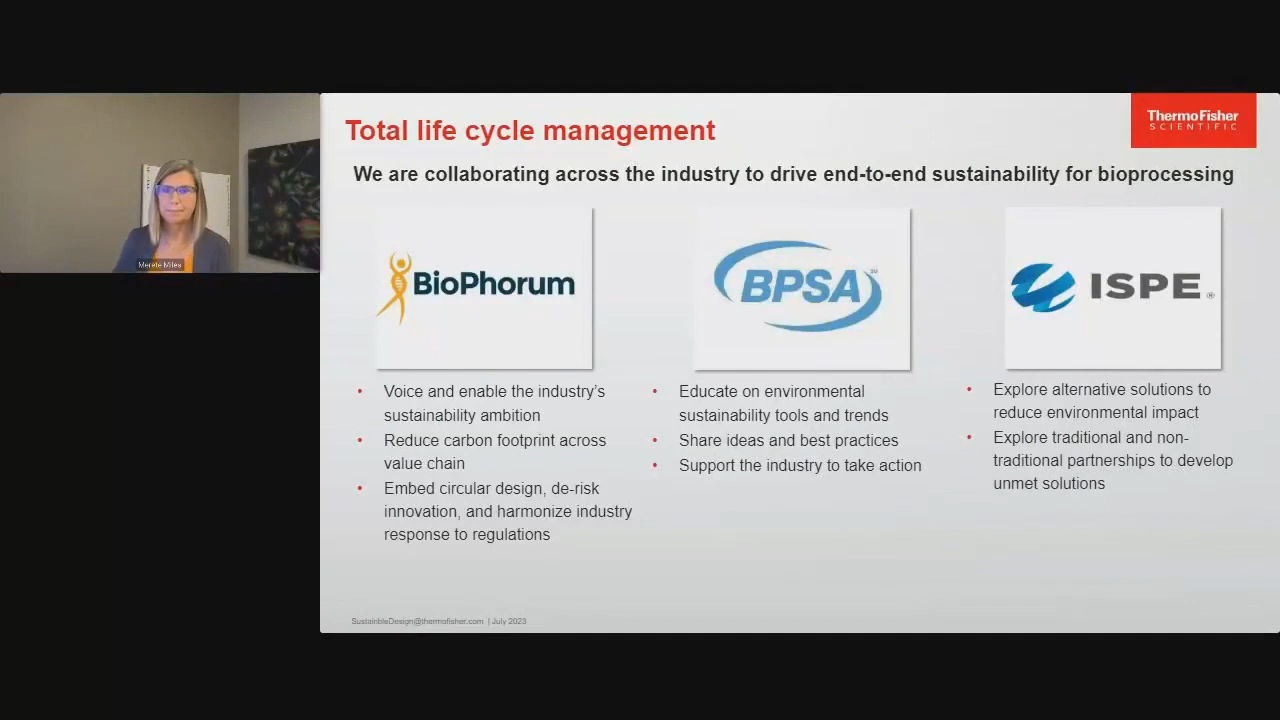 Total life cycle management
ThermoFisher
SCIENTIFIC
We are collaborating across the industry to drive end-to-end sustainability for bioprocessing
Merete Miles
BioPhorum
• Voice and enable the industry's
sustainability ambition
• Reduce carbon footprint across
value chain
• Embed circular design, de-risk
innovation, and harmonize industry
response to regulations
BPSA
• Educate on environmental
sustainability tools and trends
• Share ideas and best practices
• Support the industry to take action
ISPE®
• Explore alternative solutions to
reduce environmental impact
• Explore traditional and non-
traditional partnerships to develop
unmet solutions
SustainbleDesign@thermofisher.com | July 2023